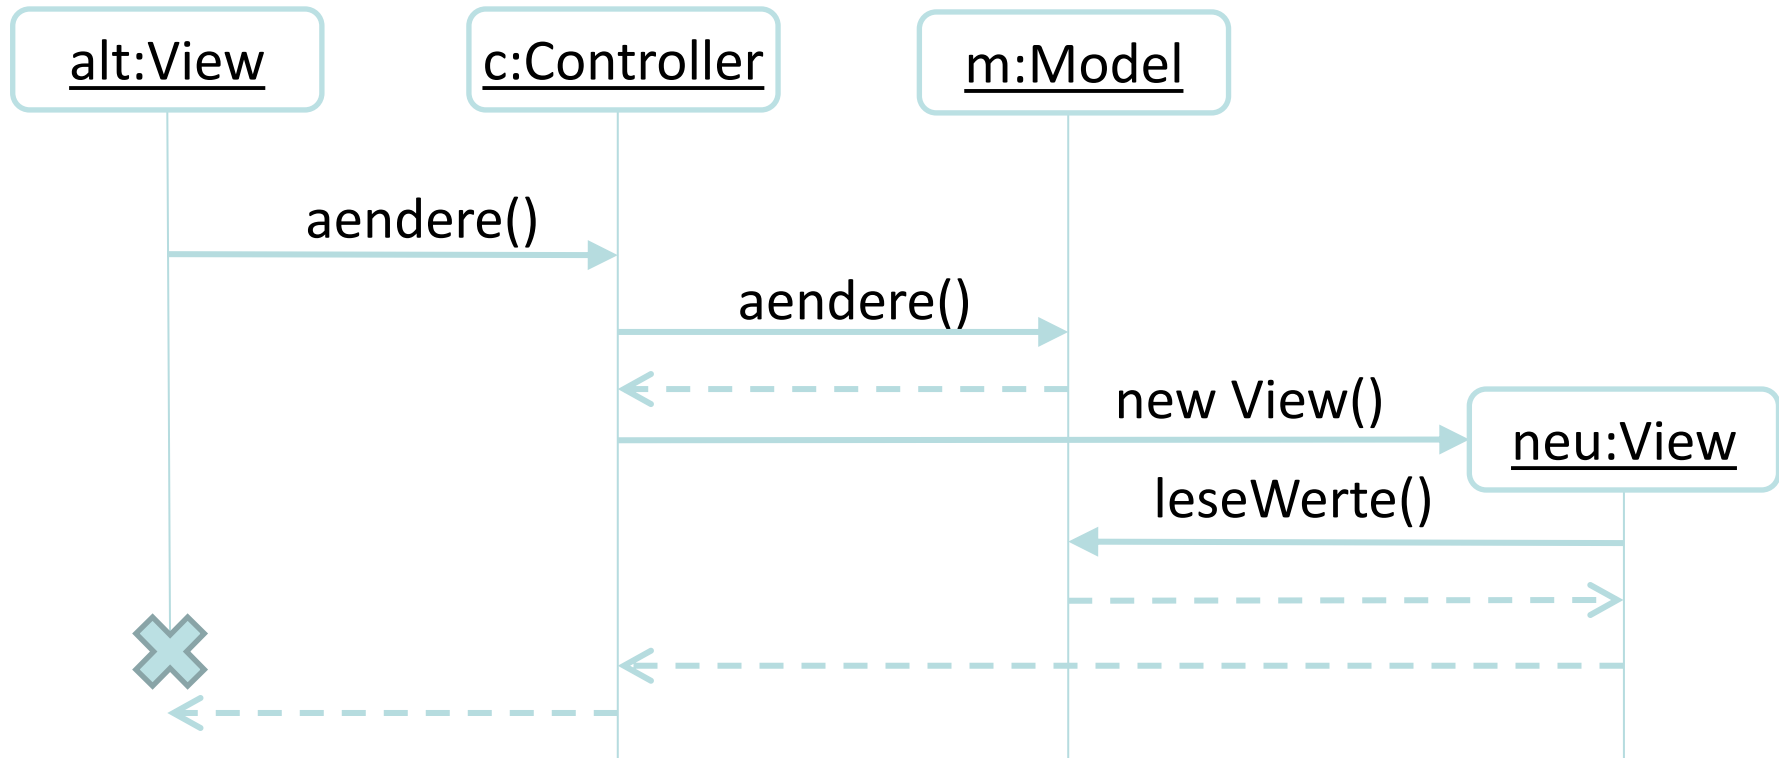 alt:View
c:Controller
m:Model
aendere()
aendere()
new View()
neu:View
leseWerte()